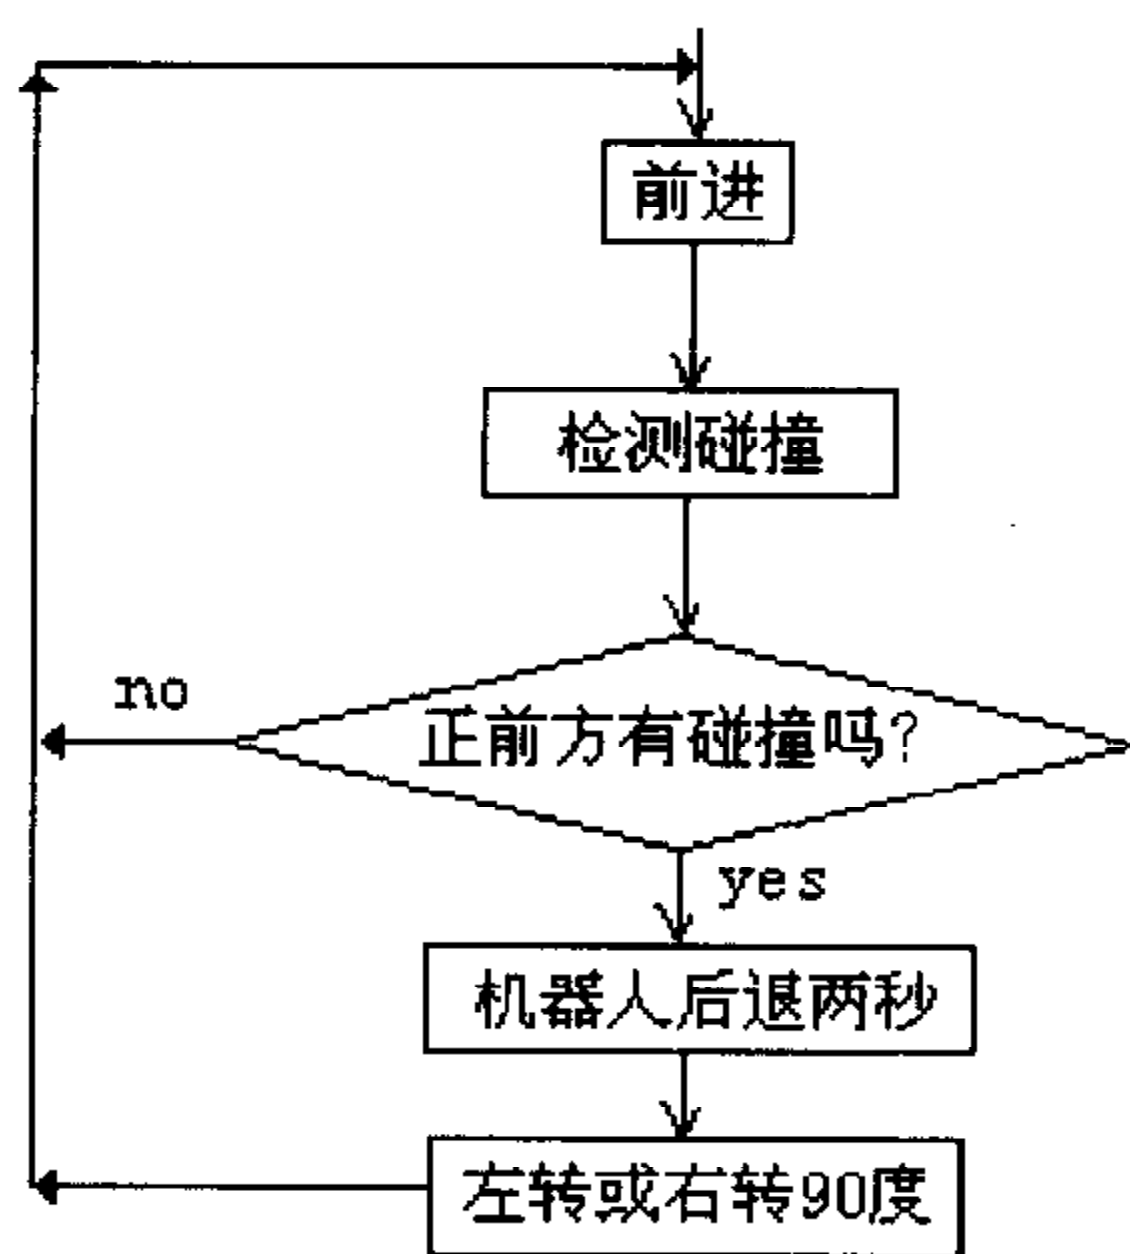 前进
检测碰撞
no
正前方有碰撞吗?
yes
机器人后退两秒
左转或右转90度